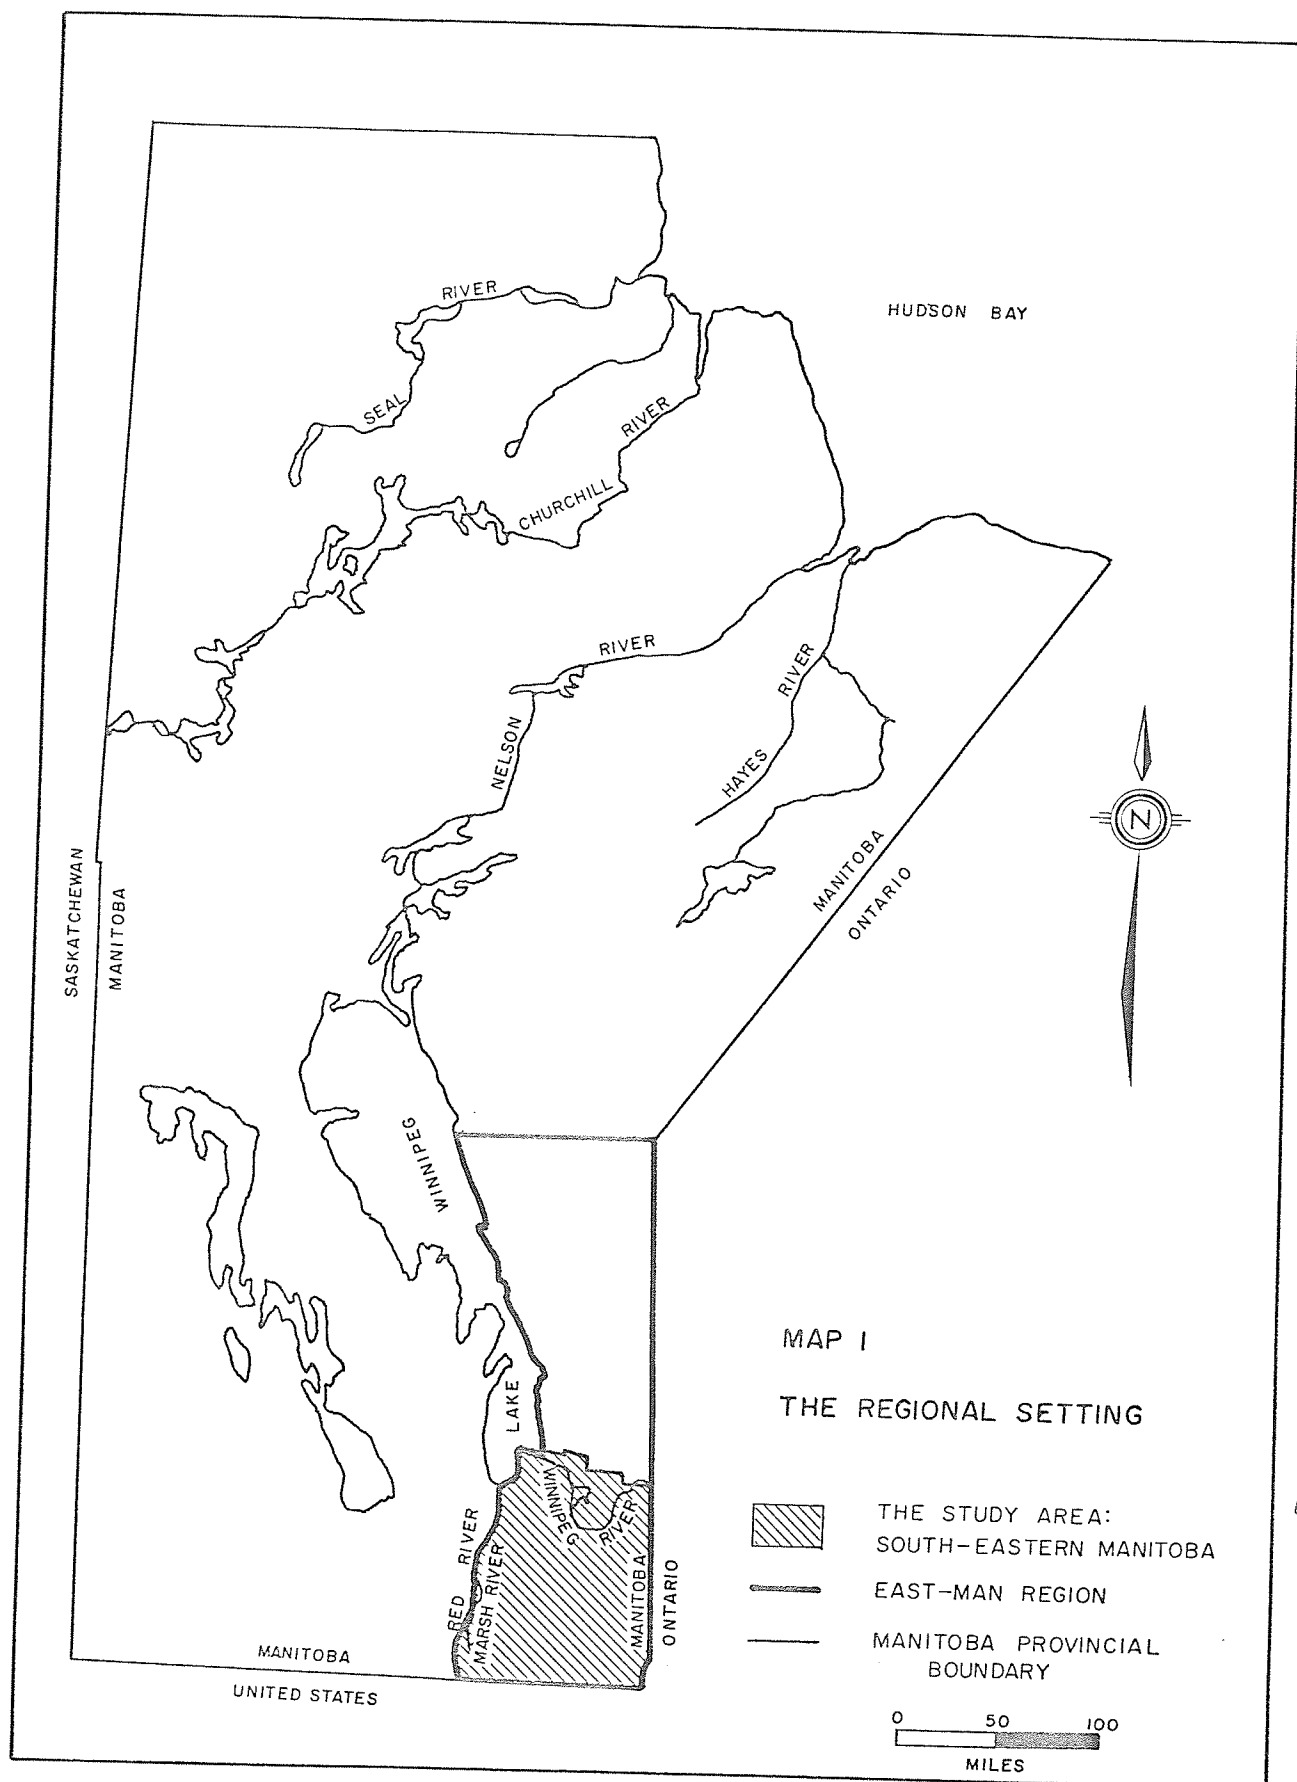 RIVER
HUDSON BAY
SEAL
RIVER
CHURCHILL
RIVER
RIVER
NELSON
HAYES
N
MANITOBA
ONTARIO
SASKATCHEWAN
MANITOBA
WINNIPEG
LAKE
MAP 1
THE REGIONAL SETTING
WINNIPEG
RIVER
RED RIVER
MARSH RIVER
MANITOBA
ONTARIO
THE STUDY AREA:
SOUTH-EASTERN MANITOBA
EAST-MAN REGION
MANITOBA PROVINCIAL
BOUNDARY
MANITOBA
UNITED STATES
0 50 100
MILES